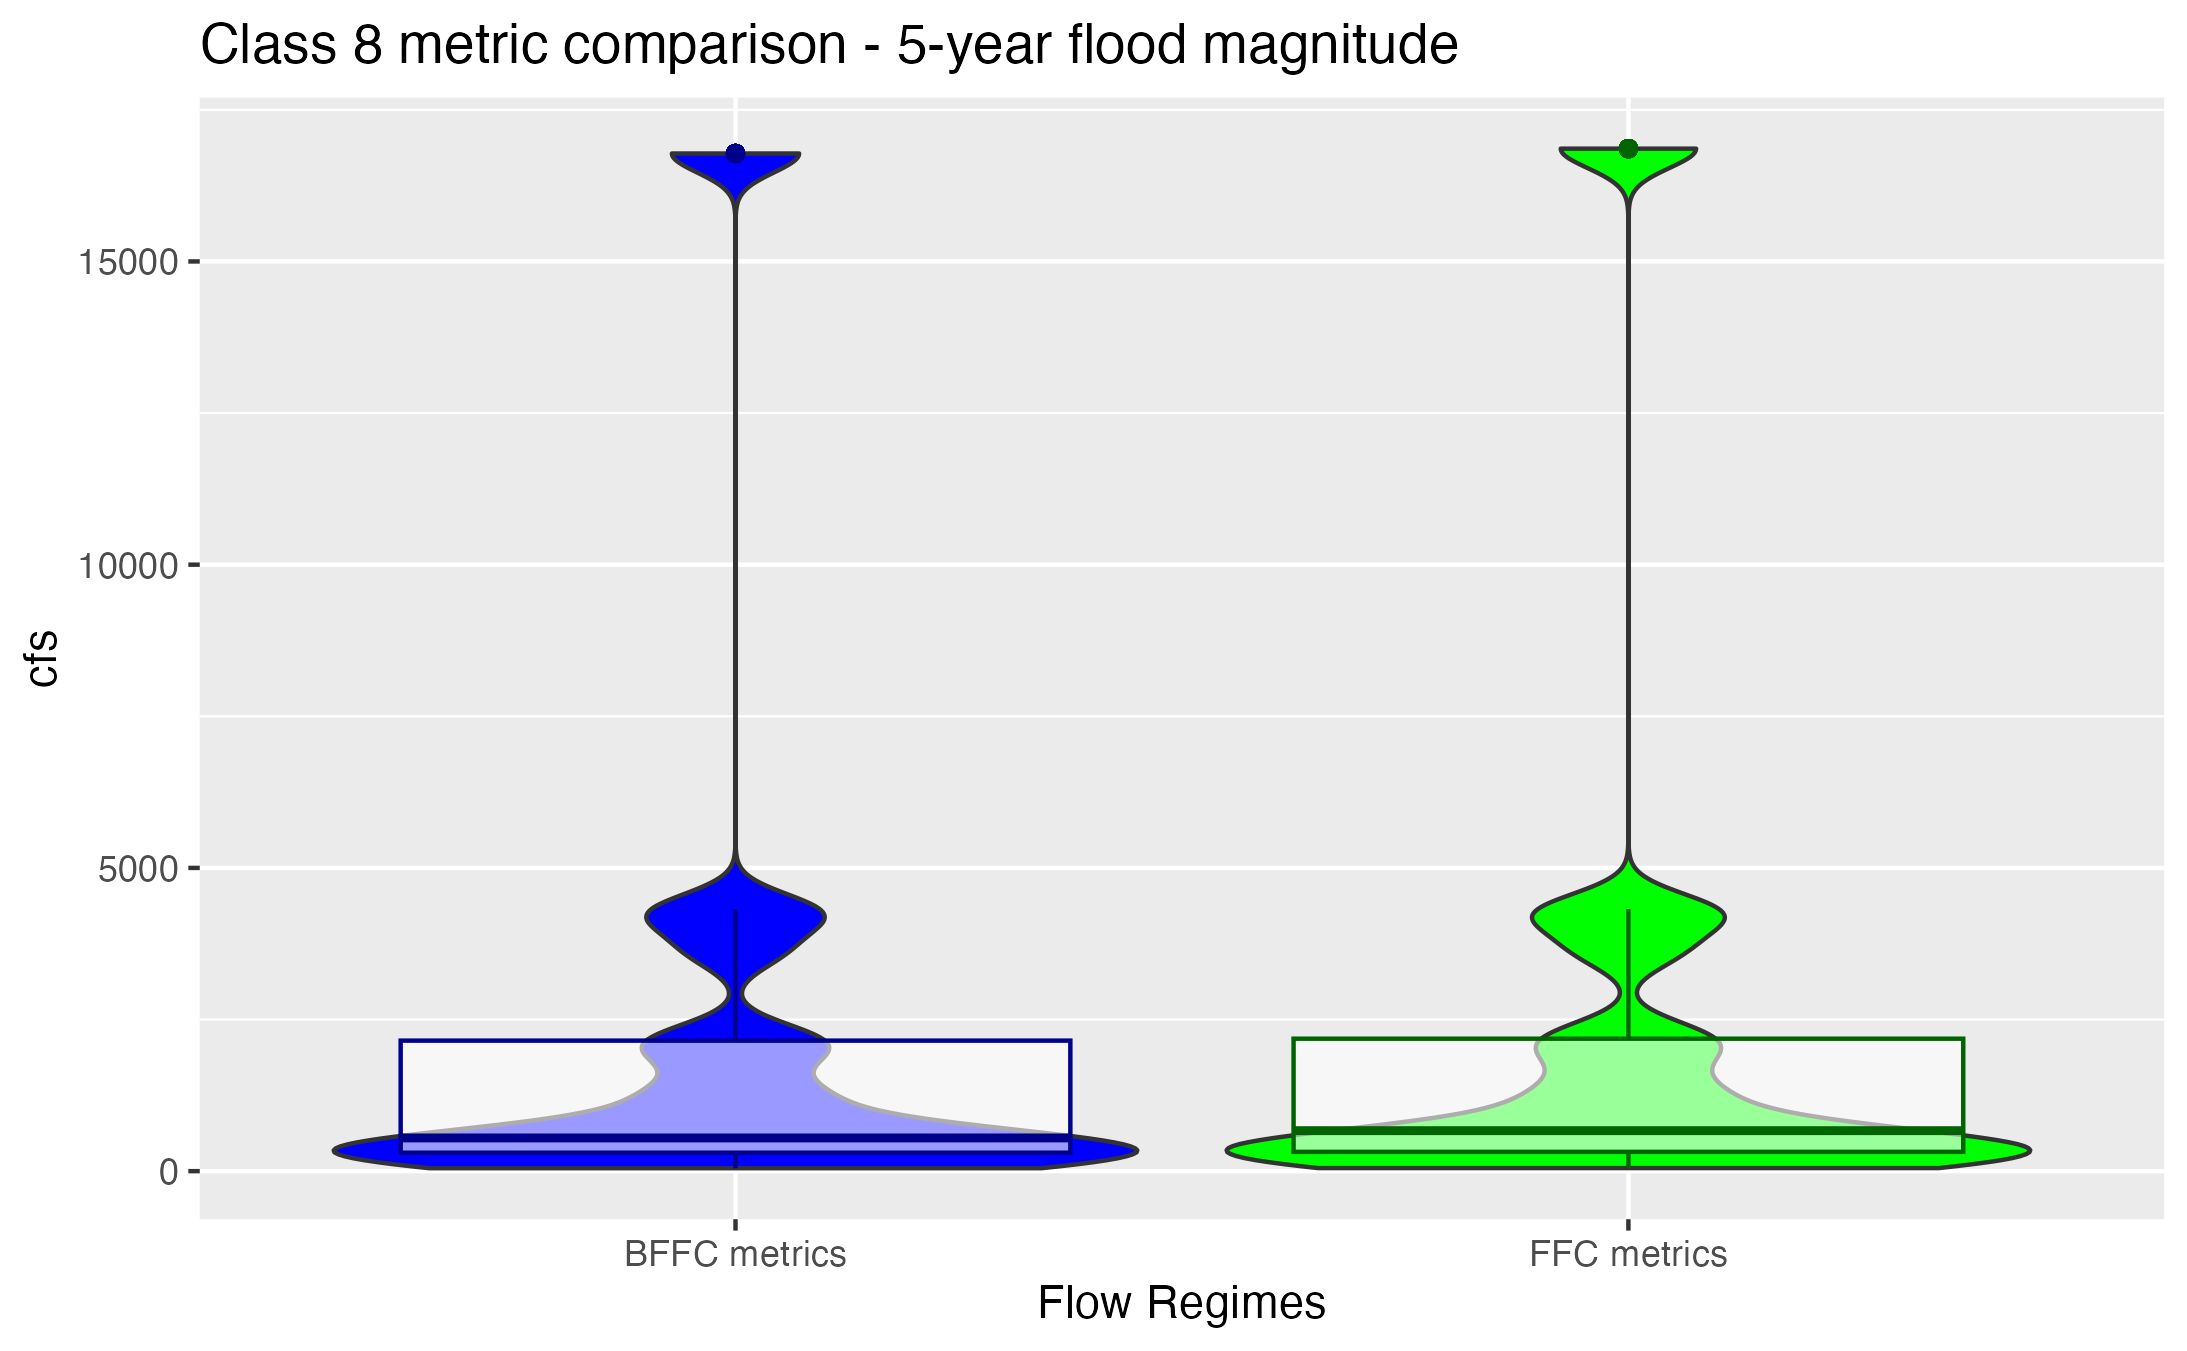 Class 8 metric comparison - 5-year flood magnitude
cfs
15000
10000
5000
0
BFFC metrics
FFC metrics
Flow Regimes